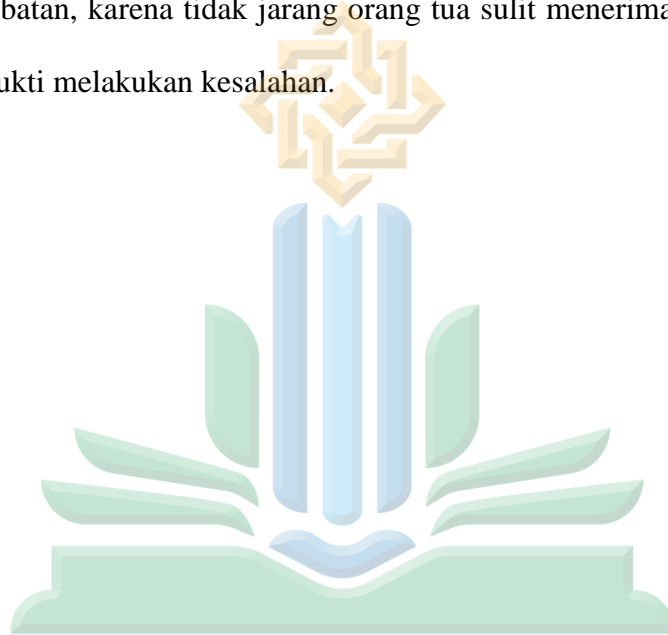 batan, karena tidak jarang orang tua sulit menerima
ukti melakukan kesalahan.